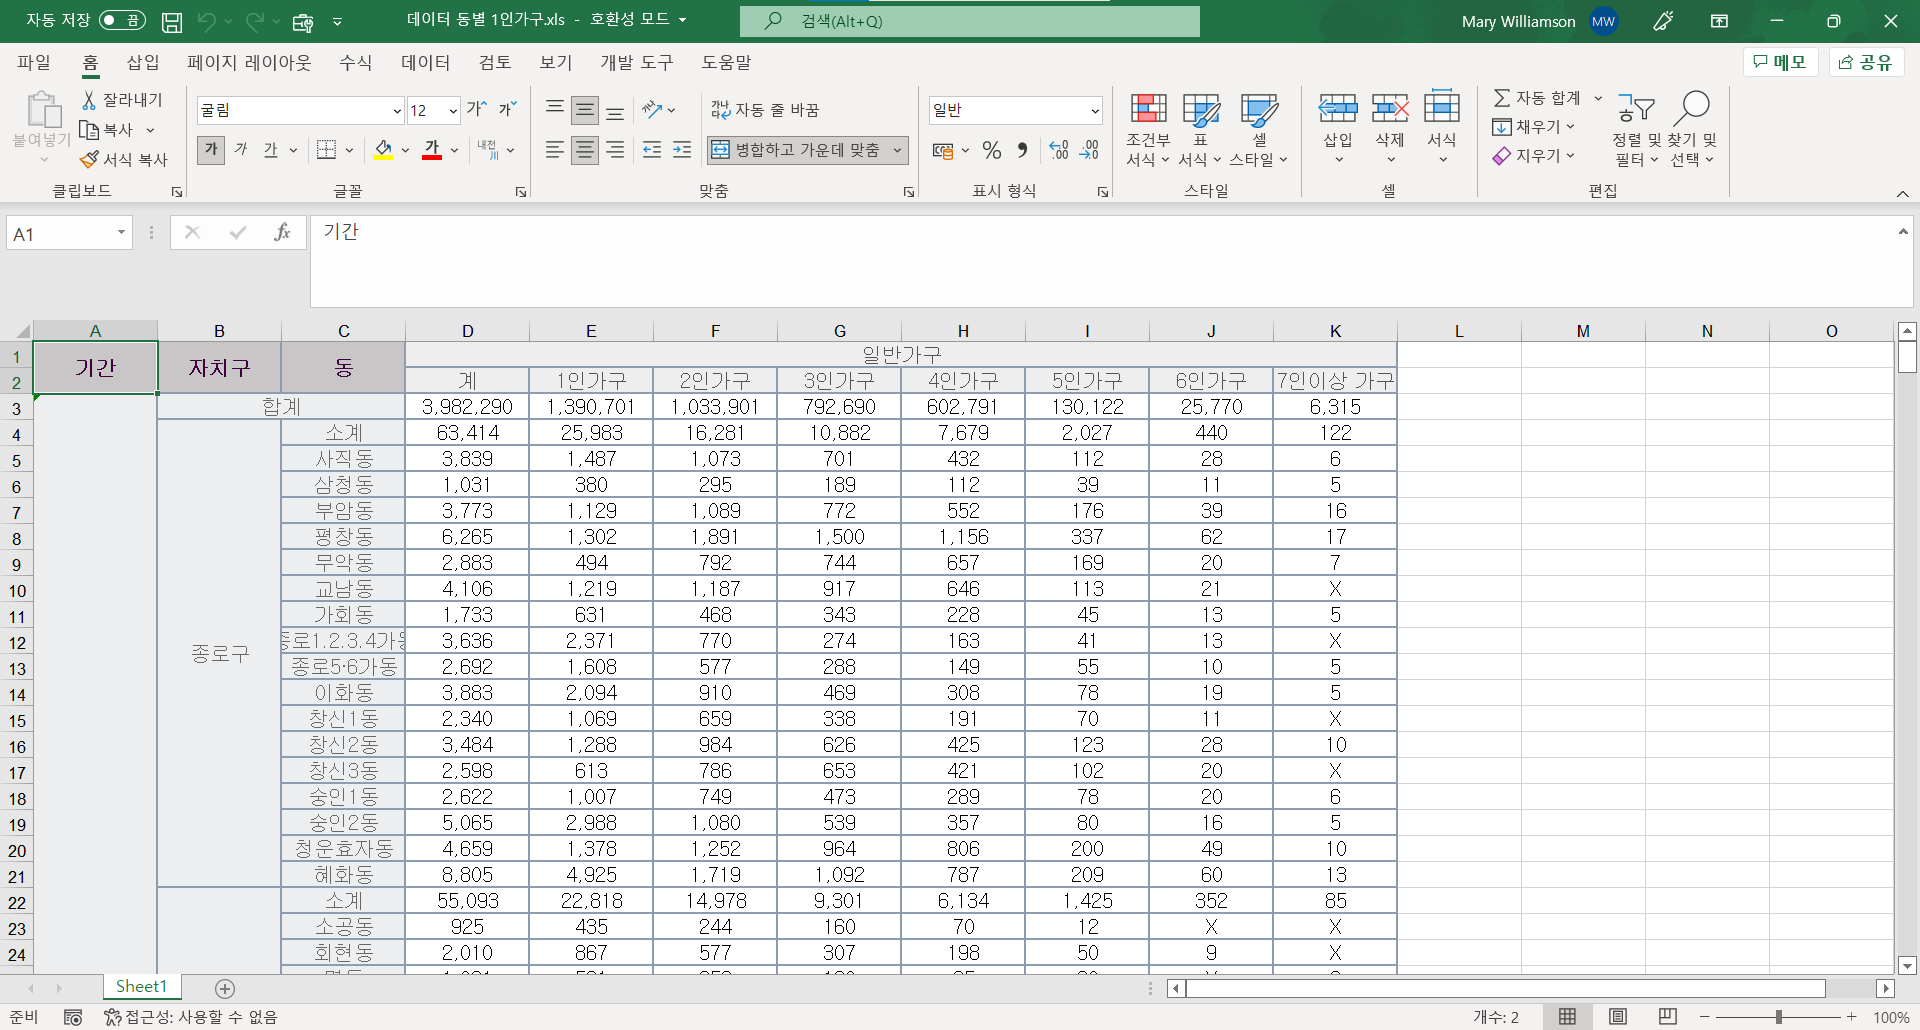 자동 저장 끔 데이터 동별 1인가구.xls - 호환성 모드 검색(Alt+Q) Mary Williamson MW
파일 홈 삽입 페이지 레이아웃 수식 데이터 검토 보기 개발 도구 도움말 메모 공유
붙여넣기 잘라내기 복사 서식 복사 클립보드
굴림 12 가 가 가 가 가 가 내천 글꼴
가나다라 자동 줄 바꿈 병합하고 가운데 맞춤 맞춤
일반 % 표시 형식
조건부 서식 표 서식 셀 스타일 스타일
삽입 삭제 서식 셀
자동 합계 채우기 지우기 정렬 및 필터 찾기 및 선택 편집
A1 fx 기간
A B C D E F G H I J K L M N O
1 기간 자치구 동 일반가구
2 계 1인가구 2인가구 3인가구 4인가구 5인가구 6인가구 7인이상 가구
3 합계 3,982,290 1,390,701 1,033,901 792,690 602,791 130,122 25,770 6,315
4 소계 63,414 25,983 16,281 10,882 7,679 2,027 440 122
5 사직동 3,839 1,487 1,073 701 432 112 28 6
6 삼청동 1,031 380 295 189 112 39 11 5
7 부암동 3,773 1,129 1,089 772 552 176 39 16
8 평창동 6,265 1,302 1,891 1,500 1,156 337 62 17
9 무악동 2,883 494 792 744 657 169 20 7
10 교남동 4,106 1,219 1,187 917 646 113 21 X
11 가회동 1,733 631 468 343 228 45 13 5
12 종로1.2.3.4가동 3,636 2,371 770 274 163 41 13 X
종로구
13 종로5·6가동 2,692 1,608 577 288 149 55 10 5
14 이화동 3,883 2,094 910 469 308 78 19 5
15 창신1동 2,340 1,069 659 338 191 70 11 X
16 창신2동 3,484 1,288 984 626 425 123 28 10
17 창신3동 2,598 613 786 653 421 102 20 X
18 숭인1동 2,622 1,007 749 473 289 78 20 6
19 숭인2동 5,065 2,988 1,080 539 357 80 16 5
20 청운효자동 4,659 1,378 1,252 964 806 200 49 10
21 혜화동 8,805 4,925 1,719 1,092 787 209 60 13
22 소계 55,093 22,818 14,978 9,301 6,134 1,425 352 85
23 소공동 925 435 244 160 70 12 X X
24 회현동 2,010 867 577 307 198 50 9 X
Sheet1
준비 접근성: 사용할 수 없음 개수: 2 100%